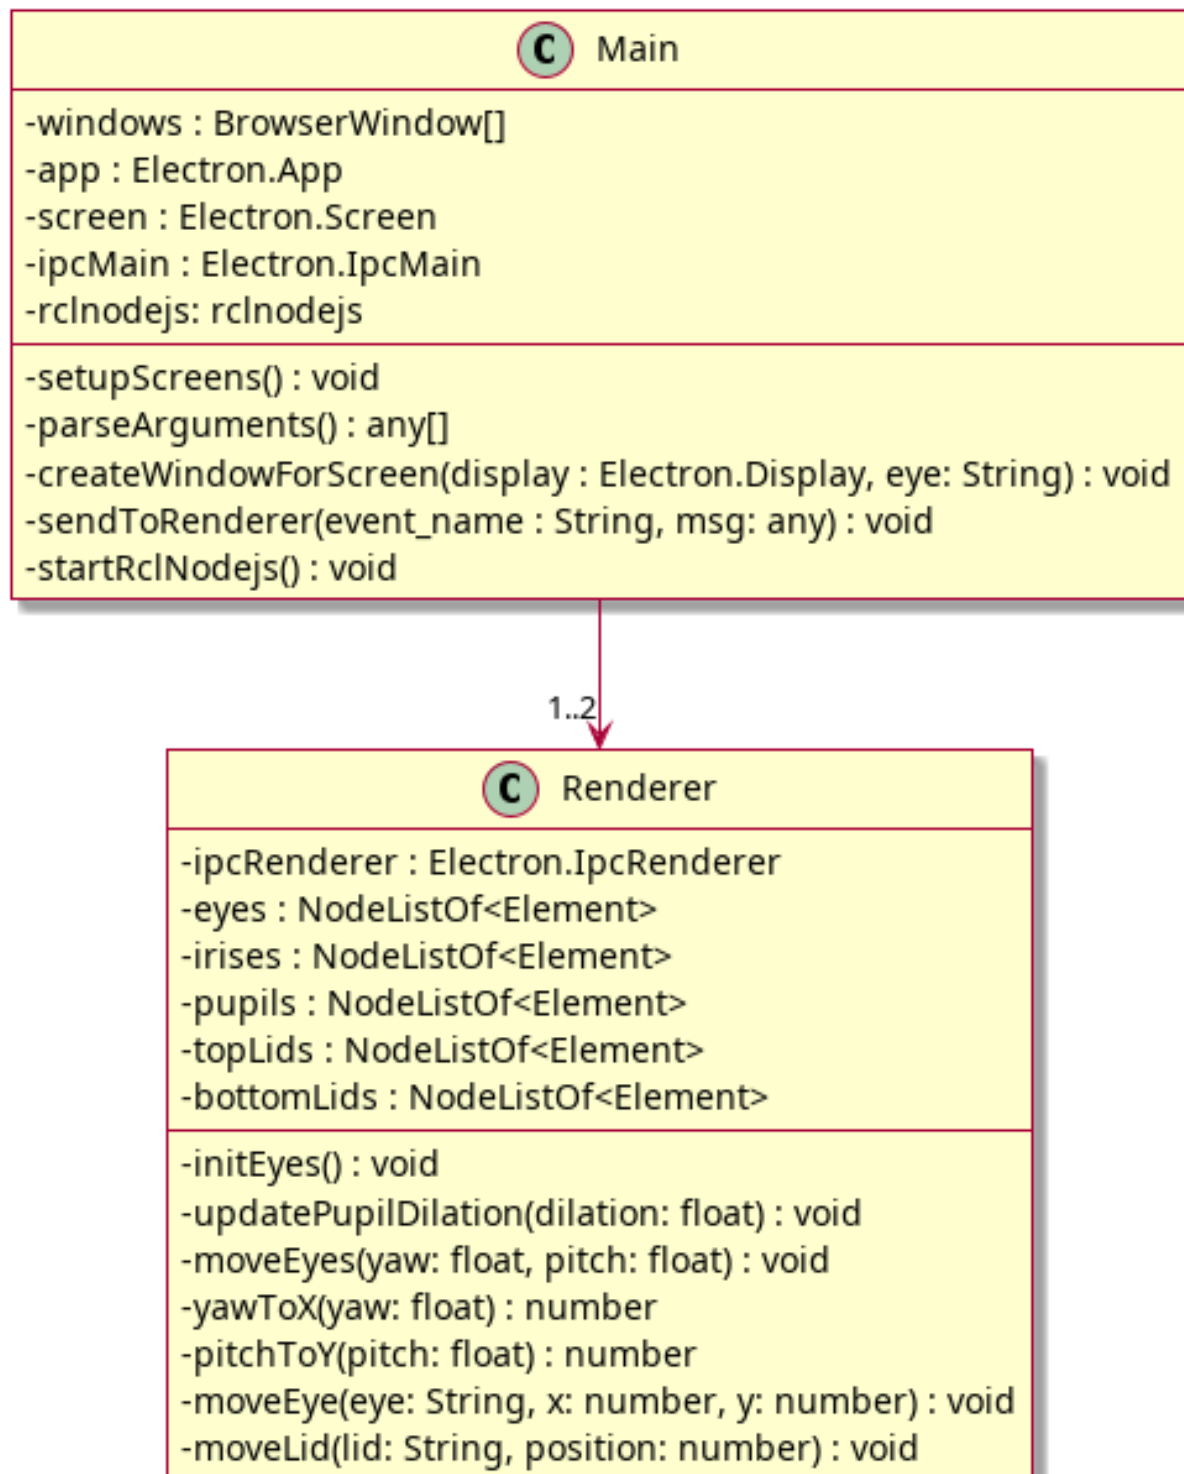 C Main
-windows : BrowserWindow[]
-app : Electron.App
-screen : Electron.Screen
-ipcMain : Electron.IpcMain
-rclnodejs: rclnodejs
-setupScreens() : void
-parseArguments() : any[]
-createWindowForScreen(display : Electron.Display, eye: String) : void
-sendToRenderer(event_name : String, msg: any) : void
-startRclNodejs() : void
1..2
C Renderer
-ipcRenderer : Electron.IpcRenderer
-eyes : NodeListOf<Element>
-irises : NodeListOf<Element>
-pupils : NodeListOf<Element>
-topLids : NodeListOf<Element>
-bottomLids : NodeListOf<Element>
-initEyes() : void
-updatePupilDilation(dilation: float) : void
-moveEyes(yaw: float, pitch: float) : void
-yawToX(yaw: float) : number
-pitchToY(pitch: float) : number
-moveEye(eye: String, x: number, y: number) : void
-moveLid(lid: String, position: number) : void